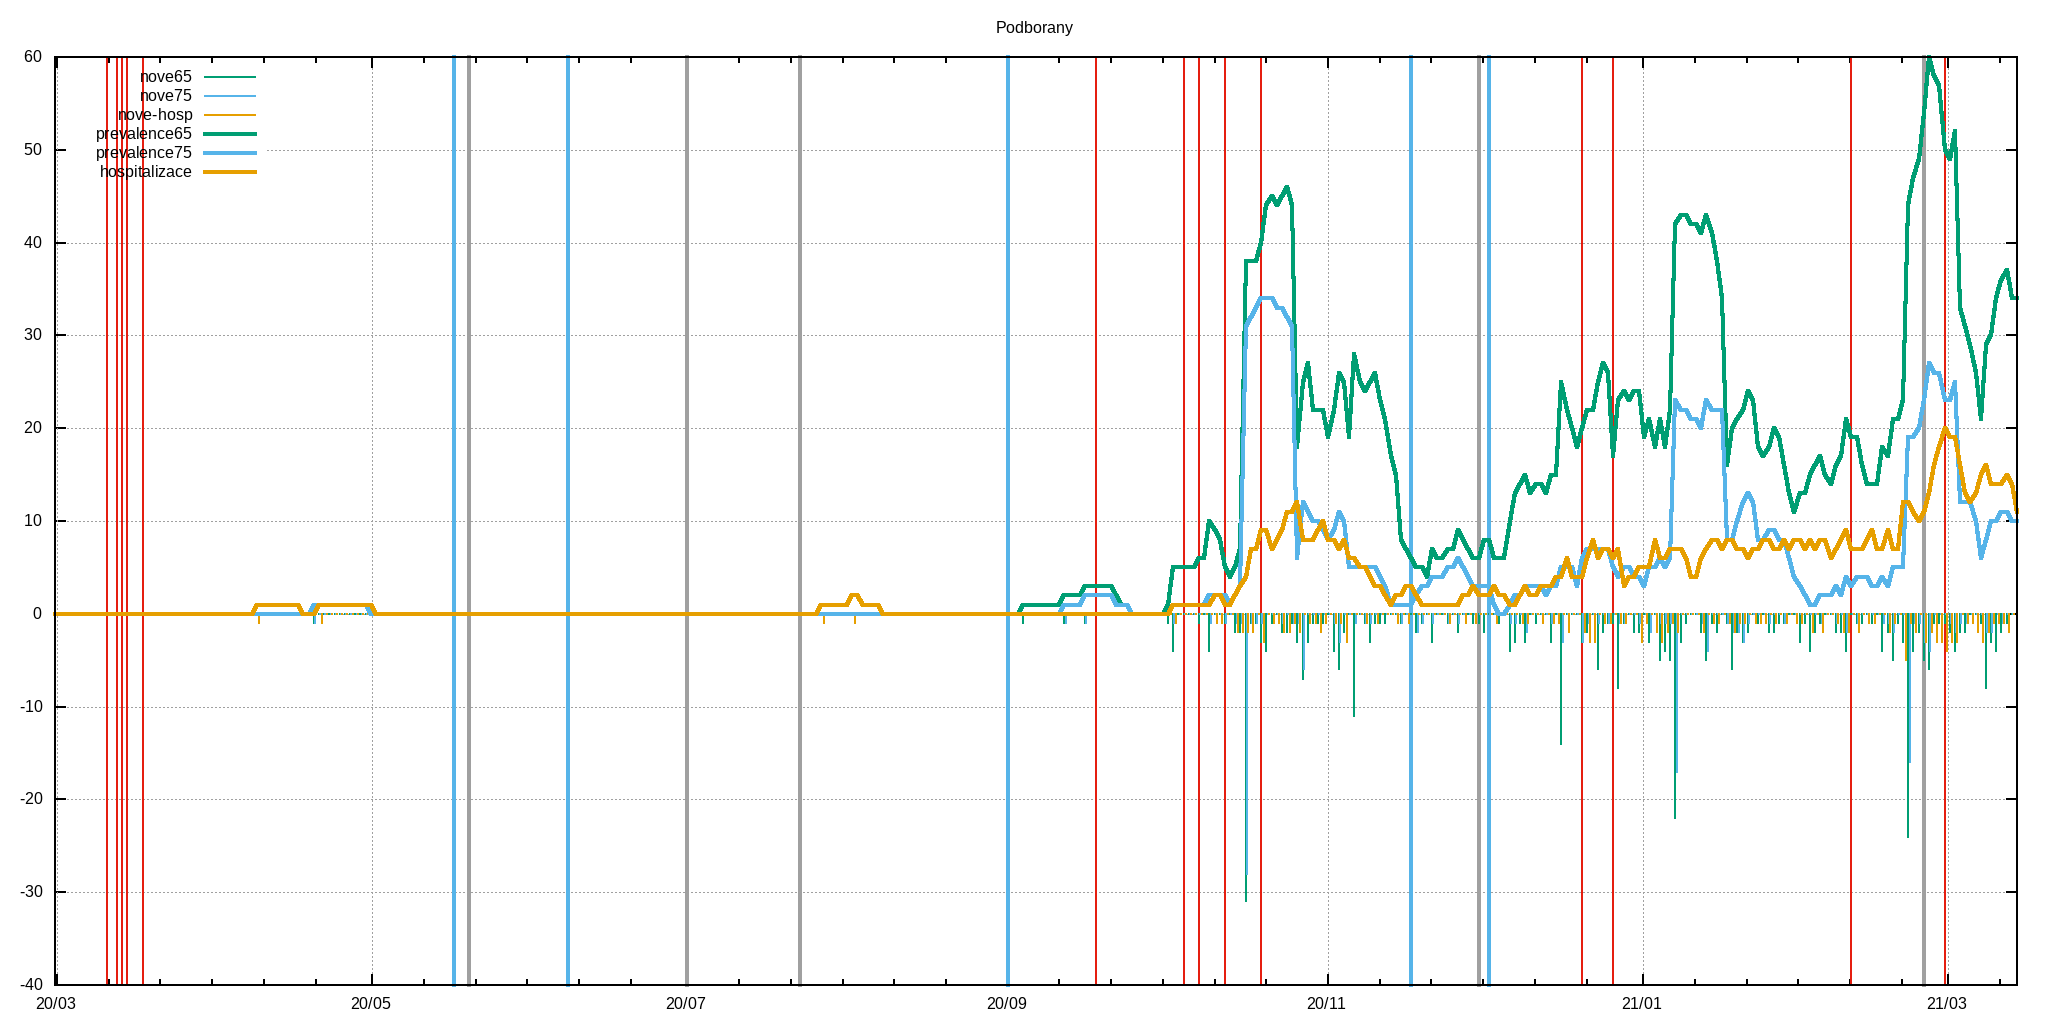 Podborany
60
50
40
30
20
10
0
-10
-20
-30
-40
nove65
nove75
nove-hosp
prevalence65
prevalence75
hospitalizace
20/03 20/05 20/07 20/09 20/11 21/01 21/03